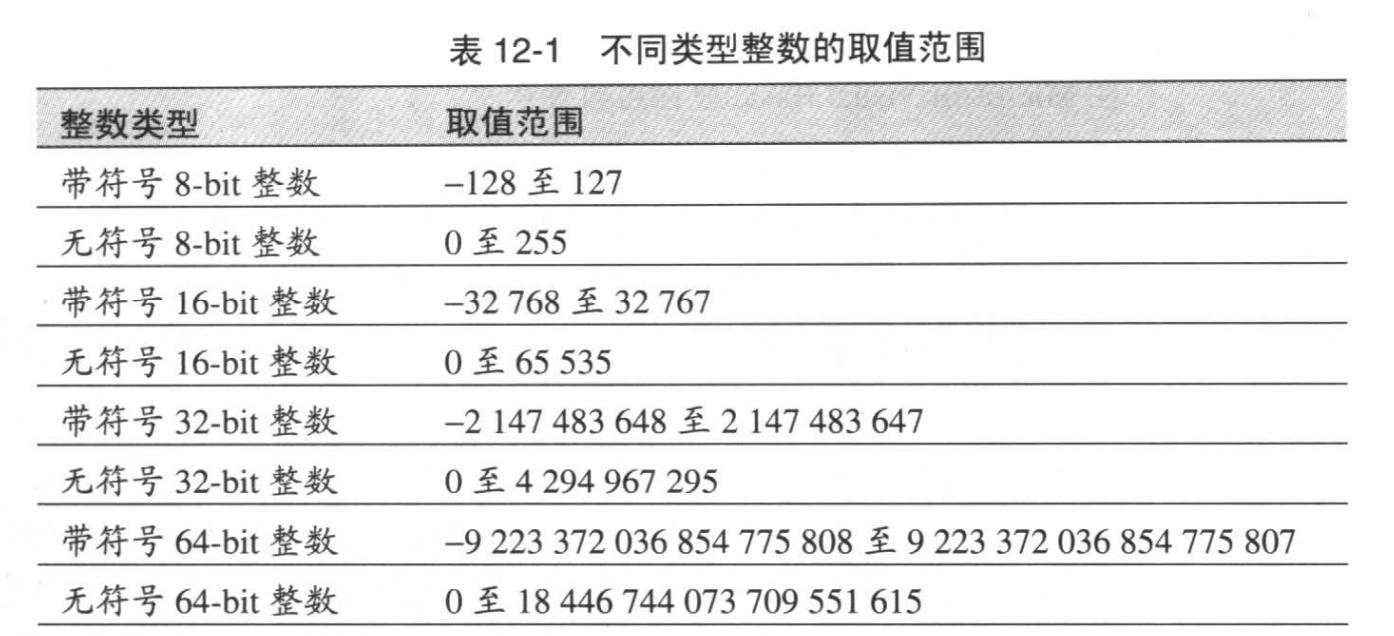 表 12-1 不同类型整数的取值范围
整数类型 取值范围
带符号 8-bit 整数 –128 至 127
无符号 8-bit 整数 0 至 255
带符号 16-bit 整数 –32 768 至 32 767
无符号 16-bit 整数 0 至 65 535
带符号 32-bit 整数 –2 147 483 648 至 2 147 483 647
无符号 32-bit 整数 0 至 4 294 967 295
带符号 64-bit 整数 –9 223 372 036 854 775 808 至 9 223 372 036 854 775 807
无符号 64-bit 整数 0 至 18 446 744 073 709 551 615